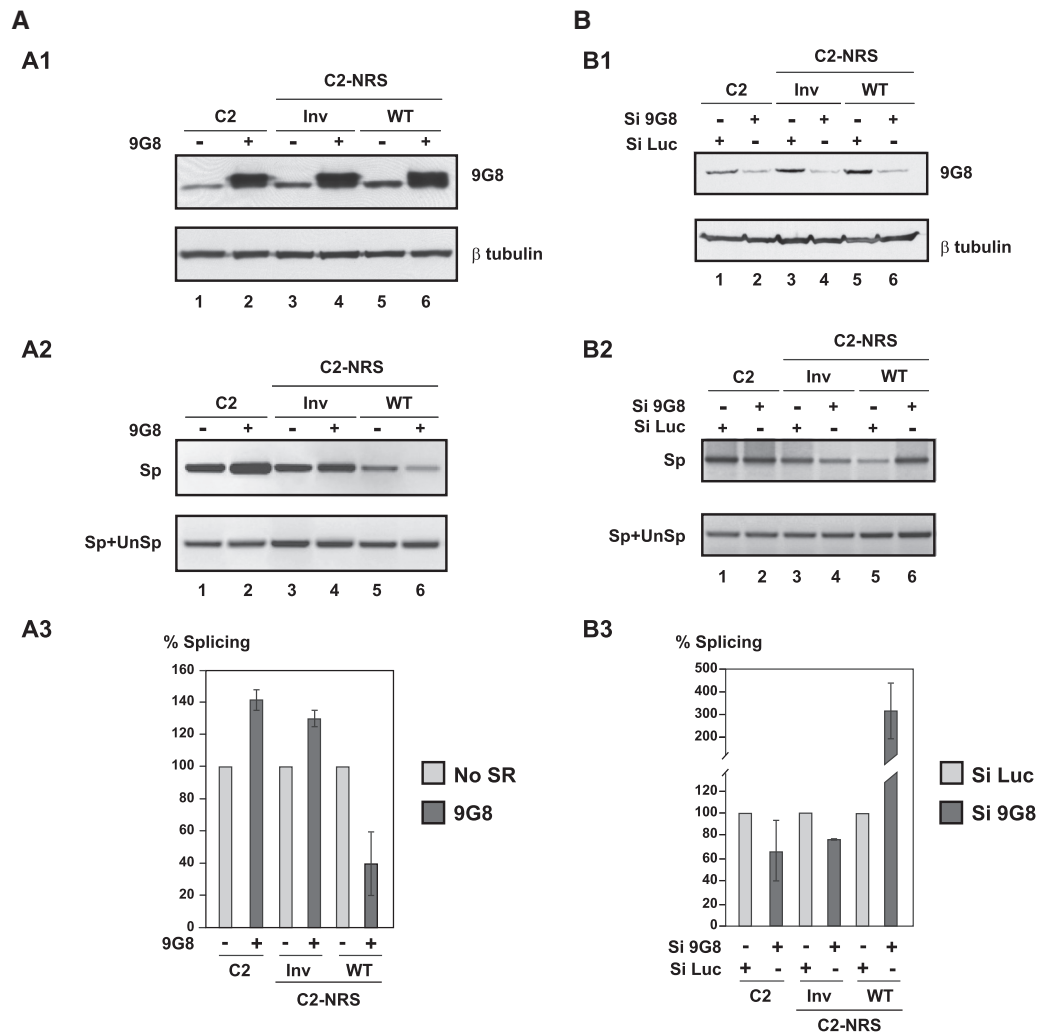 A
A1
C2-NRS
C2 Inv WT
9G8 - + - + - +
9G8
β tubulin
1 2 3 4 5 6
A2
C2-NRS
C2 Inv WT
9G8 - + - + - +
Sp
Sp+UnSp
1 2 3 4 5 6
A3
% Splicing
160
140
120
100
80
60
40
20
0
No SR
9G8
9G8 - + - + - +
C2 Inv WT
C2-NRS
B
B1
C2-NRS
C2 Inv WT
Si 9G8 - + - + - +
Si Luc + - + - + -
9G8
β tubulin
1 2 3 4 5 6
B2
C2-NRS
C2 Inv WT
Si 9G8 - + - + - +
Si Luc + - + - + -
Sp
Sp+UnSp
1 2 3 4 5 6
B3
% Splicing
500
400
300
200
120
100
80
60
40
20
0
Si Luc
Si 9G8
Si 9G8 - + - + - +
Si Luc + - + - + -
C2 Inv WT
C2-NRS